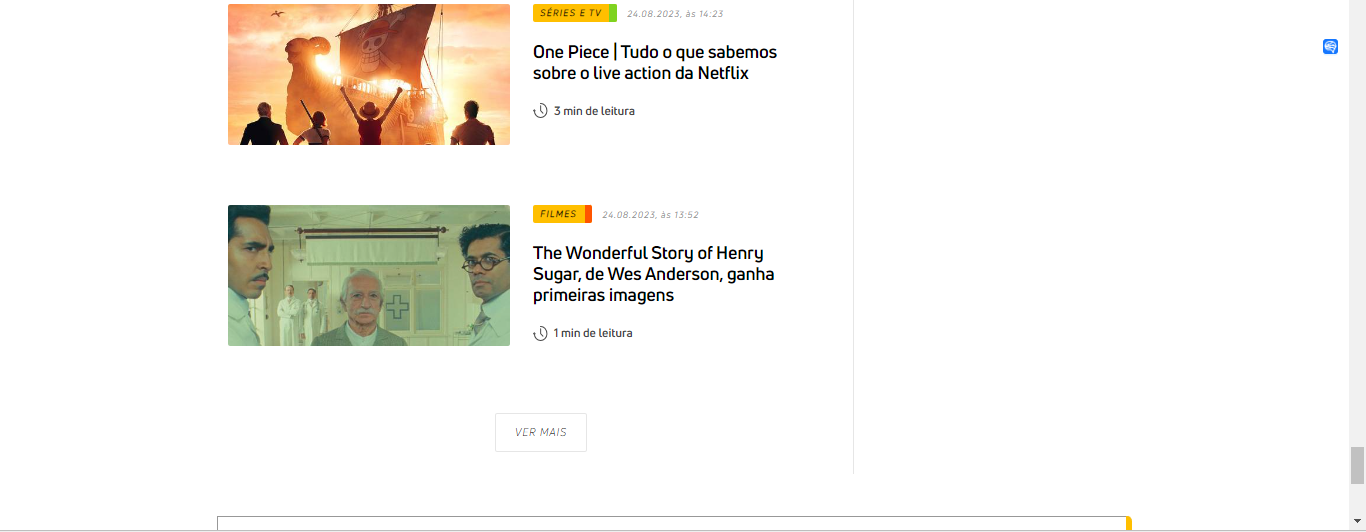 SÉRIES E TV
24.08.2023, às 14:23
One Piece | Tudo o que sabemos
sobre o live action da Netflix
3 min de leitura
FILMES
24.08.2023, às 13:52
The Wonderful Story of Henry
Sugar, de Wes Anderson, ganha
primeiras imagens
1 min de leitura
VER MAIS